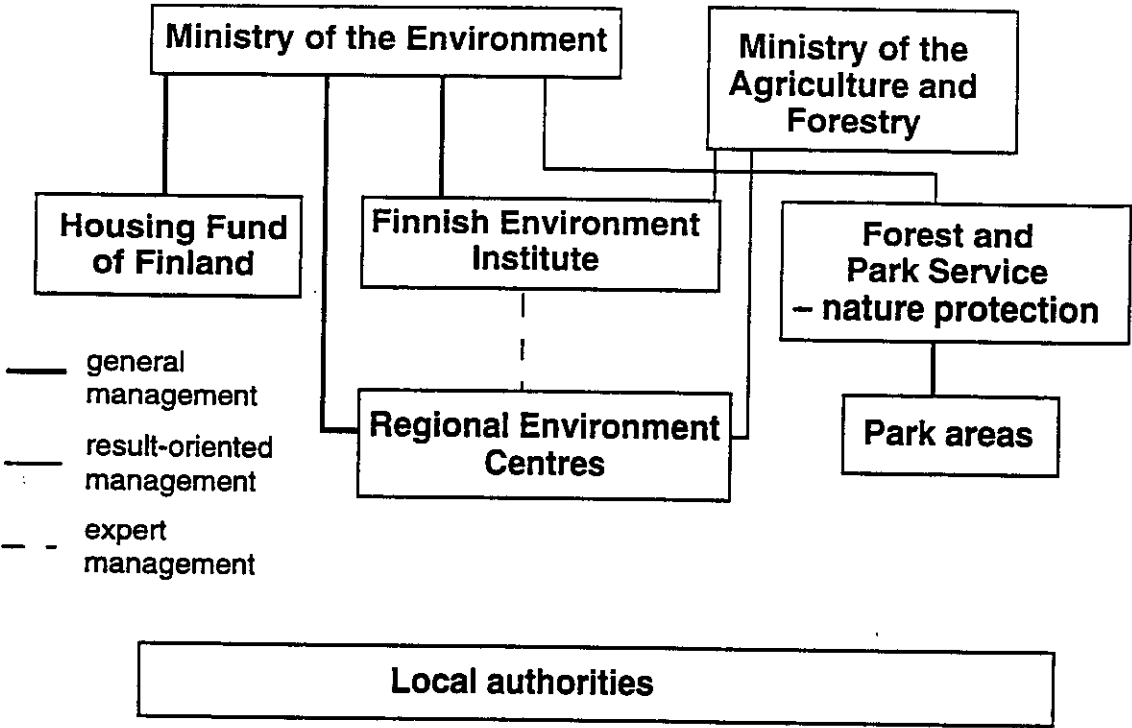 Ministry of the Environment
Ministry of the
Agriculture and
Forestry
Housing Fund
of Finland
Finnish Environment
Institute
Forest and
Park Service
– nature protection
general
management
result-oriented
management
expert
management
Regional Environment
Centres
Park areas
Local authorities